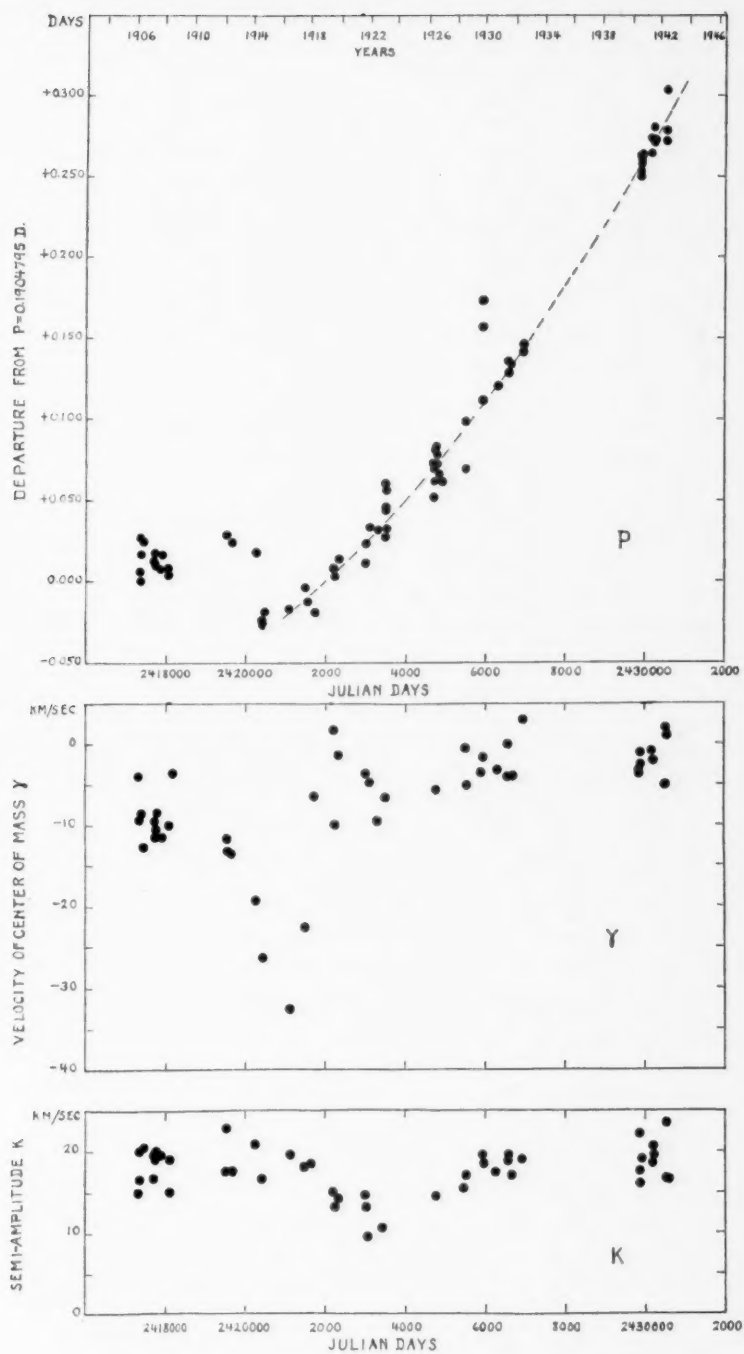 DAYS
1906 1910 1914 1918 1922 1926 1930 1934 1938 1942 1946
YEARS
+0.300
+0.250
+0.200
+0.150
+0.100
+0.050
0.000
-0.050
DEPARTURE FROM P=0.1904795 D.
P
2418000 2420000 2000 4000 6000 8000 2430000 2000
JULIAN DAYS
KM/SEC
0
-10
-20
-30
-40
VELOCITY OF CENTER OF MASS γ
γ
KM/SEC
20
10
0
SEMI-AMPLITUDE K
K
2418000 2420000 2000 4000 6000 8000 2430000 2000
JULIAN DAYS